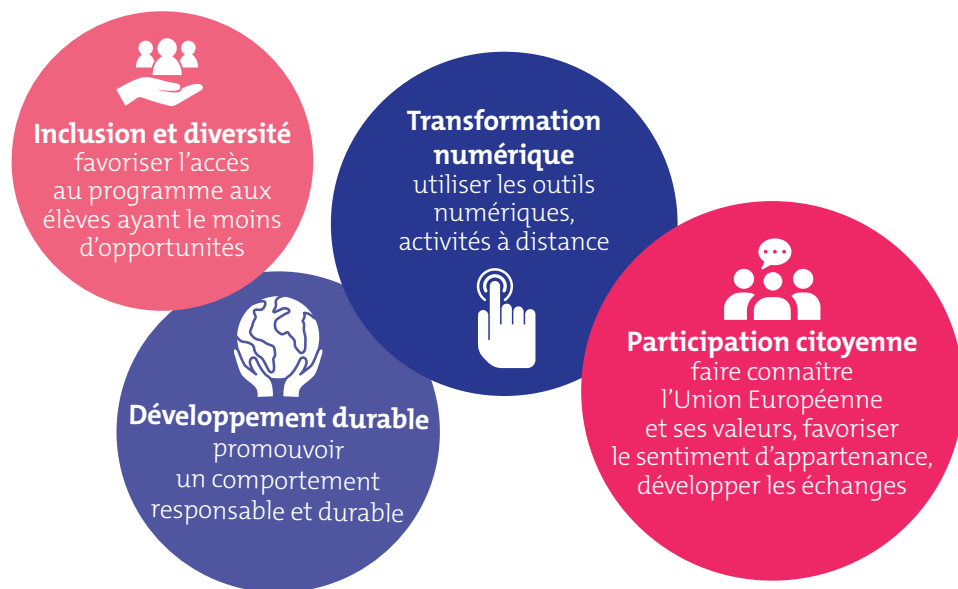 Inclusion et diversité
favoriser l’accès
au programme aux
élèves ayant le moins
d’opportunités
Transformation
numérique
utiliser les outils
numériques,
activités à distance
Développement durable
promouvoir
un comportement
responsable et durable
Participation citoyenne
faire connaître
l’Union Européenne
et ses valeurs, favoriser
le sentiment d’appartenance,
développer les échanges